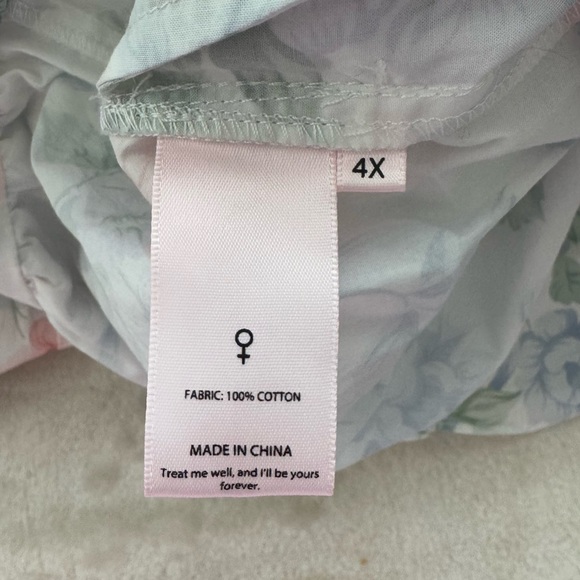 4X
♀
FABRIC: 100% COTTON
MADE IN CHINA
Treat me well, and I'll be yours
forever.